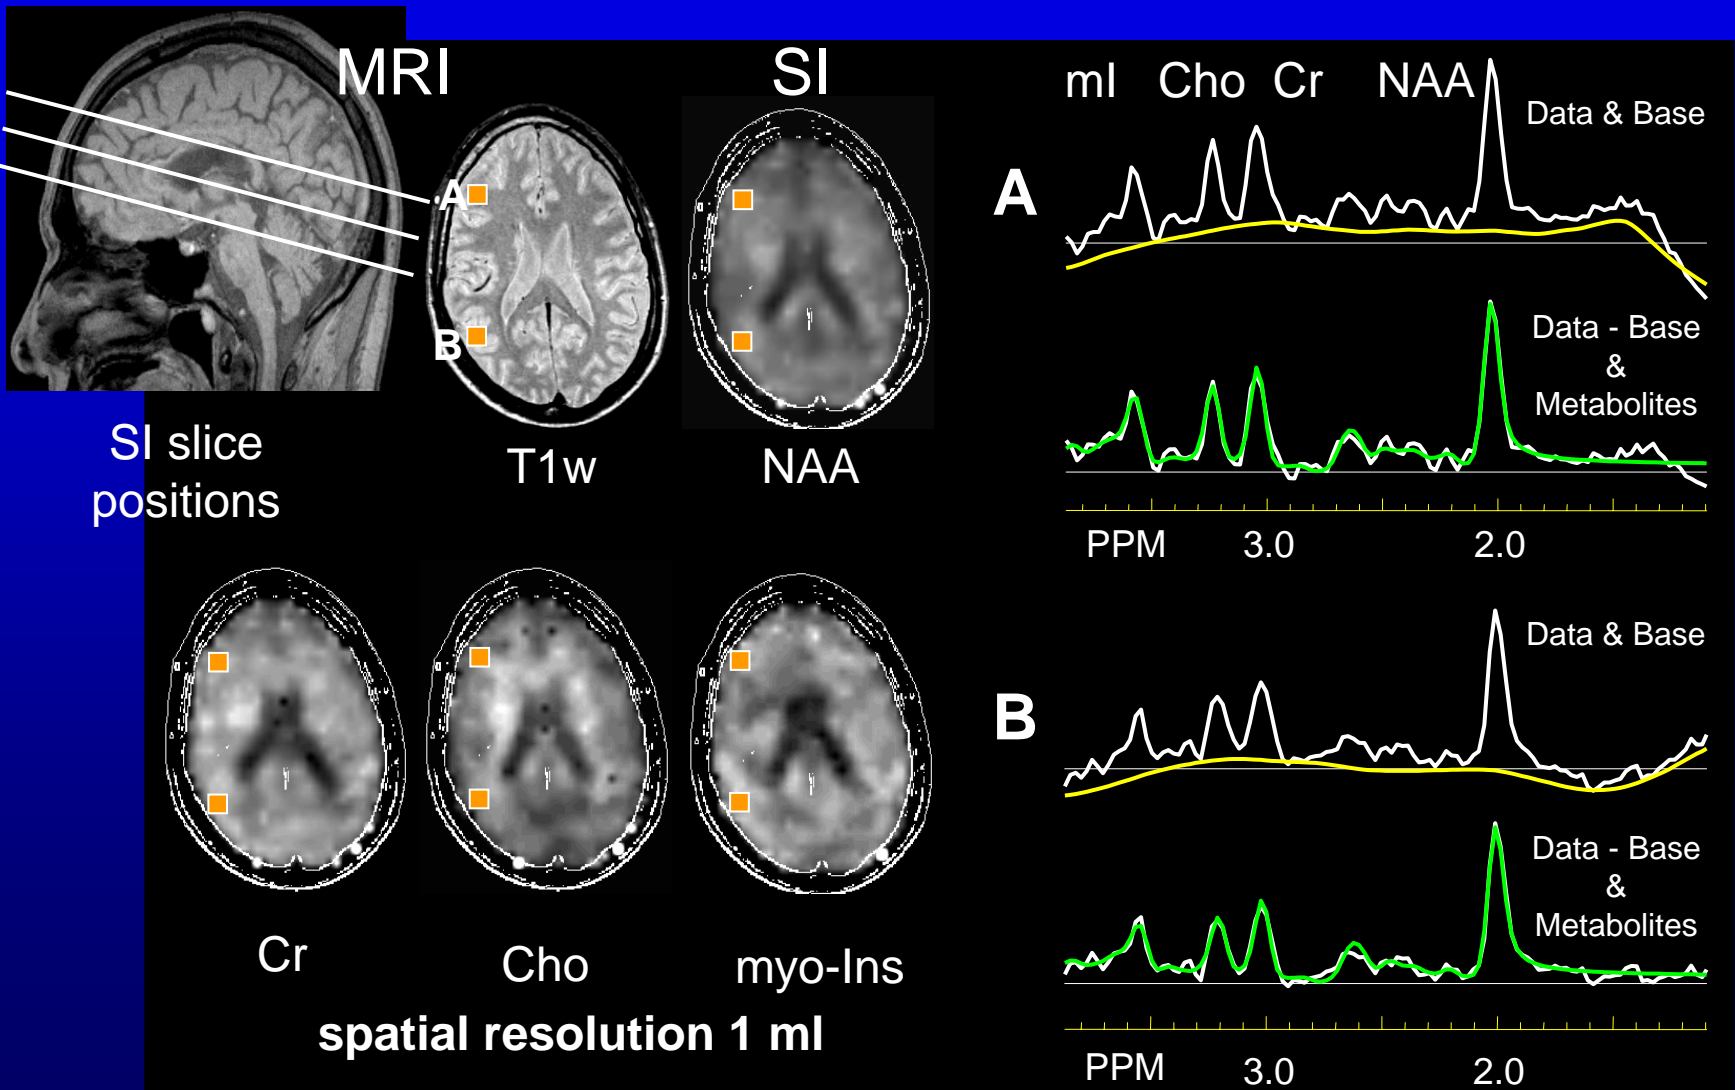 MRI
SI
A
B
SI slice
positions
T1w
NAA
Cr
Cho
myo-Ins
spatial resolution 1 ml
mI Cho Cr NAA
A
Data & Base
Data - Base
&
Metabolites
PPM 3.0 2.0
B
Data & Base
Data - Base
&
Metabolites
PPM 3.0 2.0